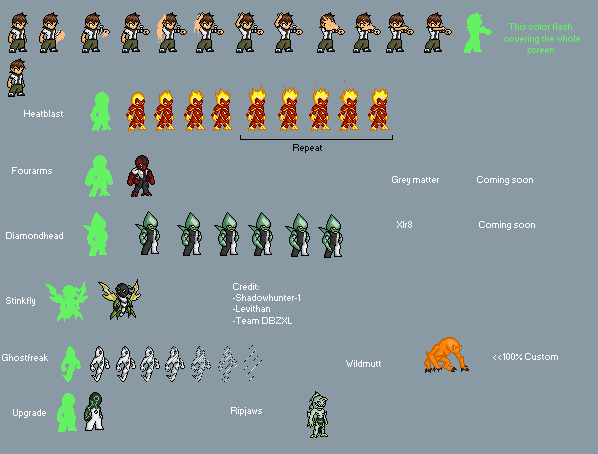 This color flash
covering the whole
screen
Heatblast
Repeat
Fourarms
Grey matter
Coming soon
Diamondhead
Xlr8
Coming soon
Stinkfly
Credit:
-Shadowhunter-1
-Levithan
-Team DBZXL
Ghostfreak
Wildmutt
<<100% Custom
Upgrade
Ripjaws